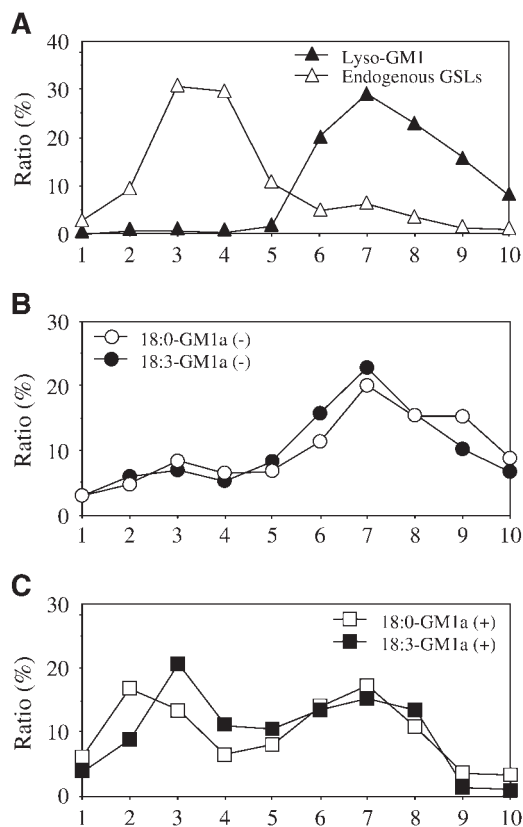 A
40
30
20
10
0
Ratio (%)
Lyso-GM1
Endogenous GSLs
1 2 3 4 5 6 7 8 9 10
B
30
20
10
0
Ratio (%)
18:0-GM1a (-)
18:3-GM1a (-)
1 2 3 4 5 6 7 8 9 10
C
30
20
10
0
Ratio (%)
18:0-GM1a (+)
18:3-GM1a (+)
1 2 3 4 5 6 7 8 9 10